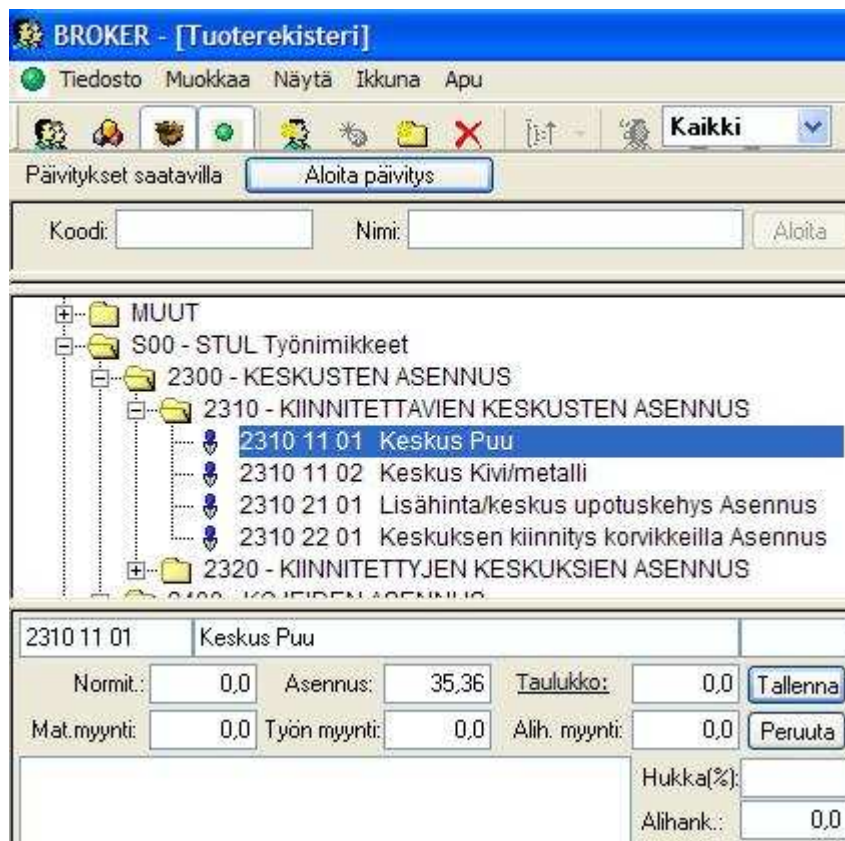 BROKER - [Tuoterekisteri]
Tiedosto Muokkaa Näytä Ikkuna Apu
Kaikki
Päivitykset saatavilla Aloita päivitys
Koodi: Nimi: Aloita
MUUT
S00 - STUL Työnimikkeet
2300 - KESKUSTEN ASENNUS
2310 - KIINNITETTAVIEN KESKUSTEN ASENNUS
2310 11 01 Keskus Puu
2310 11 02 Keskus Kivi/metalli
2310 21 01 Lisähinta/keskus upotuskehys Asennus
2310 22 01 Keskuksen kiinnitys korvikkeilla Asennus
2320 - KIINNITETTYJEN KESKUKSIEN ASENNUS
2310 11 01 Keskus Puu
Normit.: 0,0 Asennus: 35,36 Taulukko: 0,0 Tallenna
Mat.myynti: 0,0 Työn myynti: 0,0 Alih. myynti: 0,0 Peruuta
Hukka(%):
Alihank.: 0,0